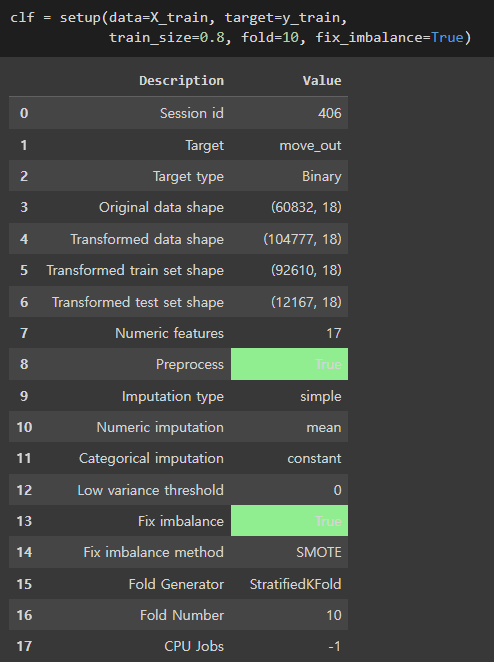 clf = setup(data=X_train, target=y_train,
train_size=0.8, fold=10, fix_imbalance=True)
Description Value
0 Session id 406
1 Target move_out
2 Target type Binary
3 Original data shape (60832, 18)
4 Transformed data shape (104777, 18)
5 Transformed train set shape (92610, 18)
6 Transformed test set shape (12167, 18)
7 Numeric features 17
8 Preprocess True
9 Imputation type simple
10 Numeric imputation mean
11 Categorical imputation constant
12 Low variance threshold 0
13 Fix imbalance True
14 Fix imbalance method SMOTE
15 Fold Generator StratifiedKFold
16 Fold Number 10
17 CPU Jobs -1